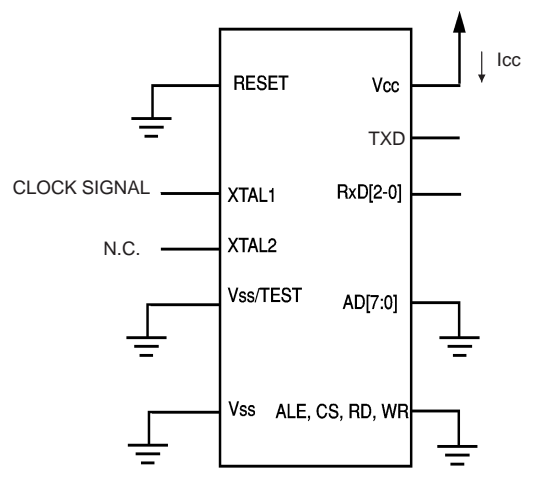 Icc
RESET
Vcc
TXD
CLOCK SIGNAL
XTAL1
RxD[2-0]
N.C.
XTAL2
Vss/TEST
AD[7:0]
Vss
ALE, CS, RD, WR